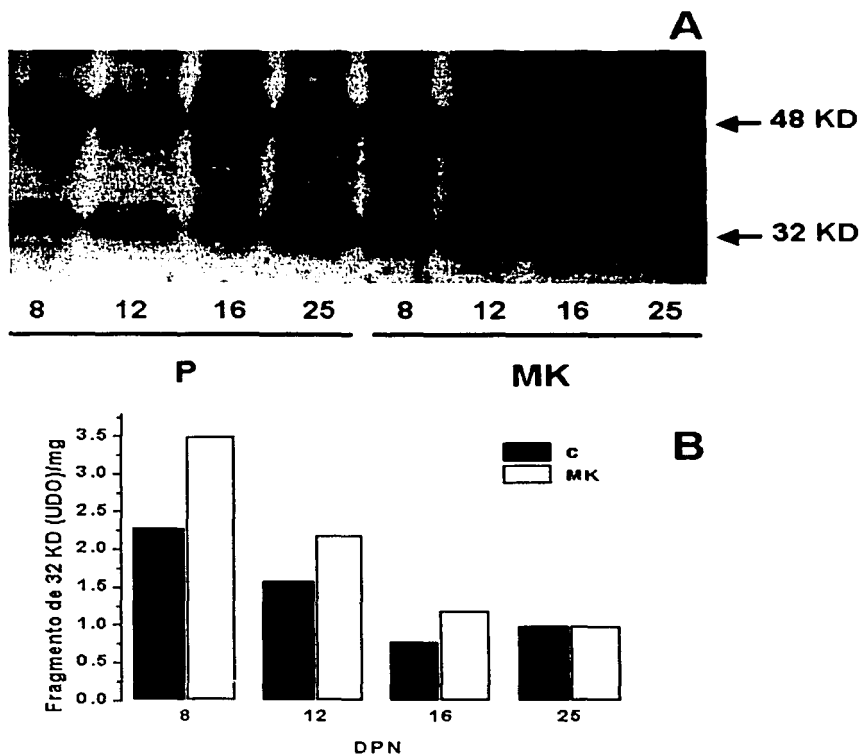 A
48 KD
32 KD
8 12 16 25 8 12 16 25
P MK
B
Fragmento de 32 KD (UDO)/mg
3.5
3.0
2.5
2.0
1.5
1.0
0.5
0.0
c
MK
8 12 16 25
DPN